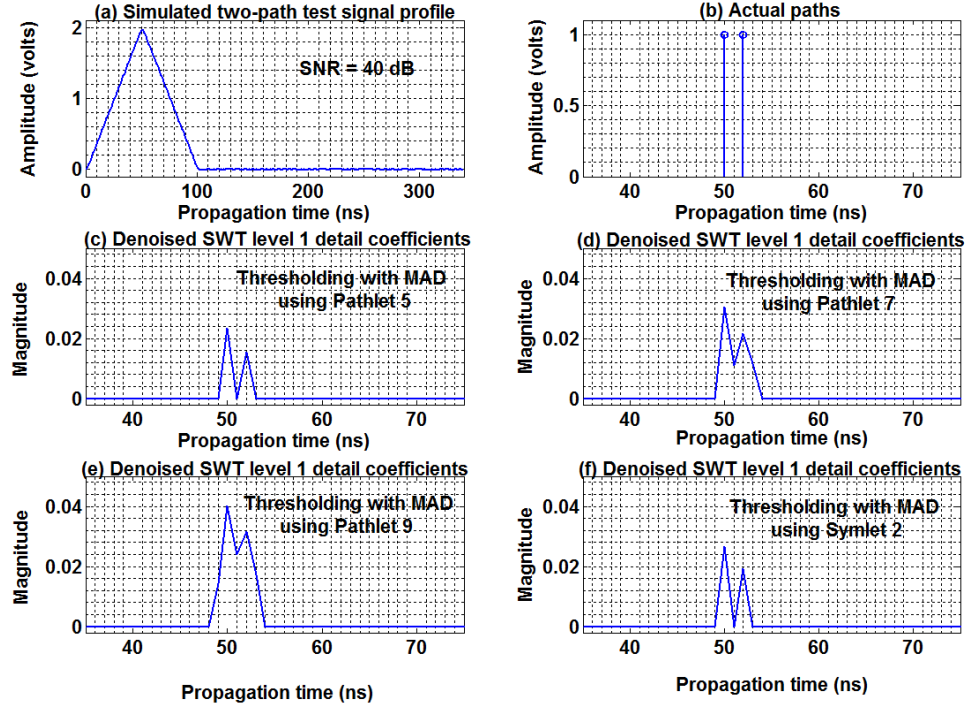 (a) Simulated two-path test signal profile
Amplitude (volts)
2
1
0
SNR = 40 dB
0
100
200
300
Propagation time (ns)
(b) Actual paths
Amplitude (volts)
1
0.5
0
40
50
60
70
Propagation time (ns)
(c) Denoised SWT level 1 detail coefficients
Magnitude
0.04
0.02
0
Thresholding with MAD
using Pathlet 5
40
50
60
70
Propagation time (ns)
(d) Denoised SWT level 1 detail coefficients
Magnitude
0.04
0.02
0
Thresholding with MAD
using Pathlet 7
40
50
60
70
Propagation time (ns)
(e) Denoised SWT level 1 detail coefficients
Magnitude
0.04
0.02
0
Thresholding with MAD
using Pathlet 9
40
50
60
70
Propagation time (ns)
(f) Denoised SWT level 1 detail coefficients
Magnitude
0.04
0.02
0
Thresholding with MAD
using Symlet 2
40
50
60
70
Propagation time (ns)